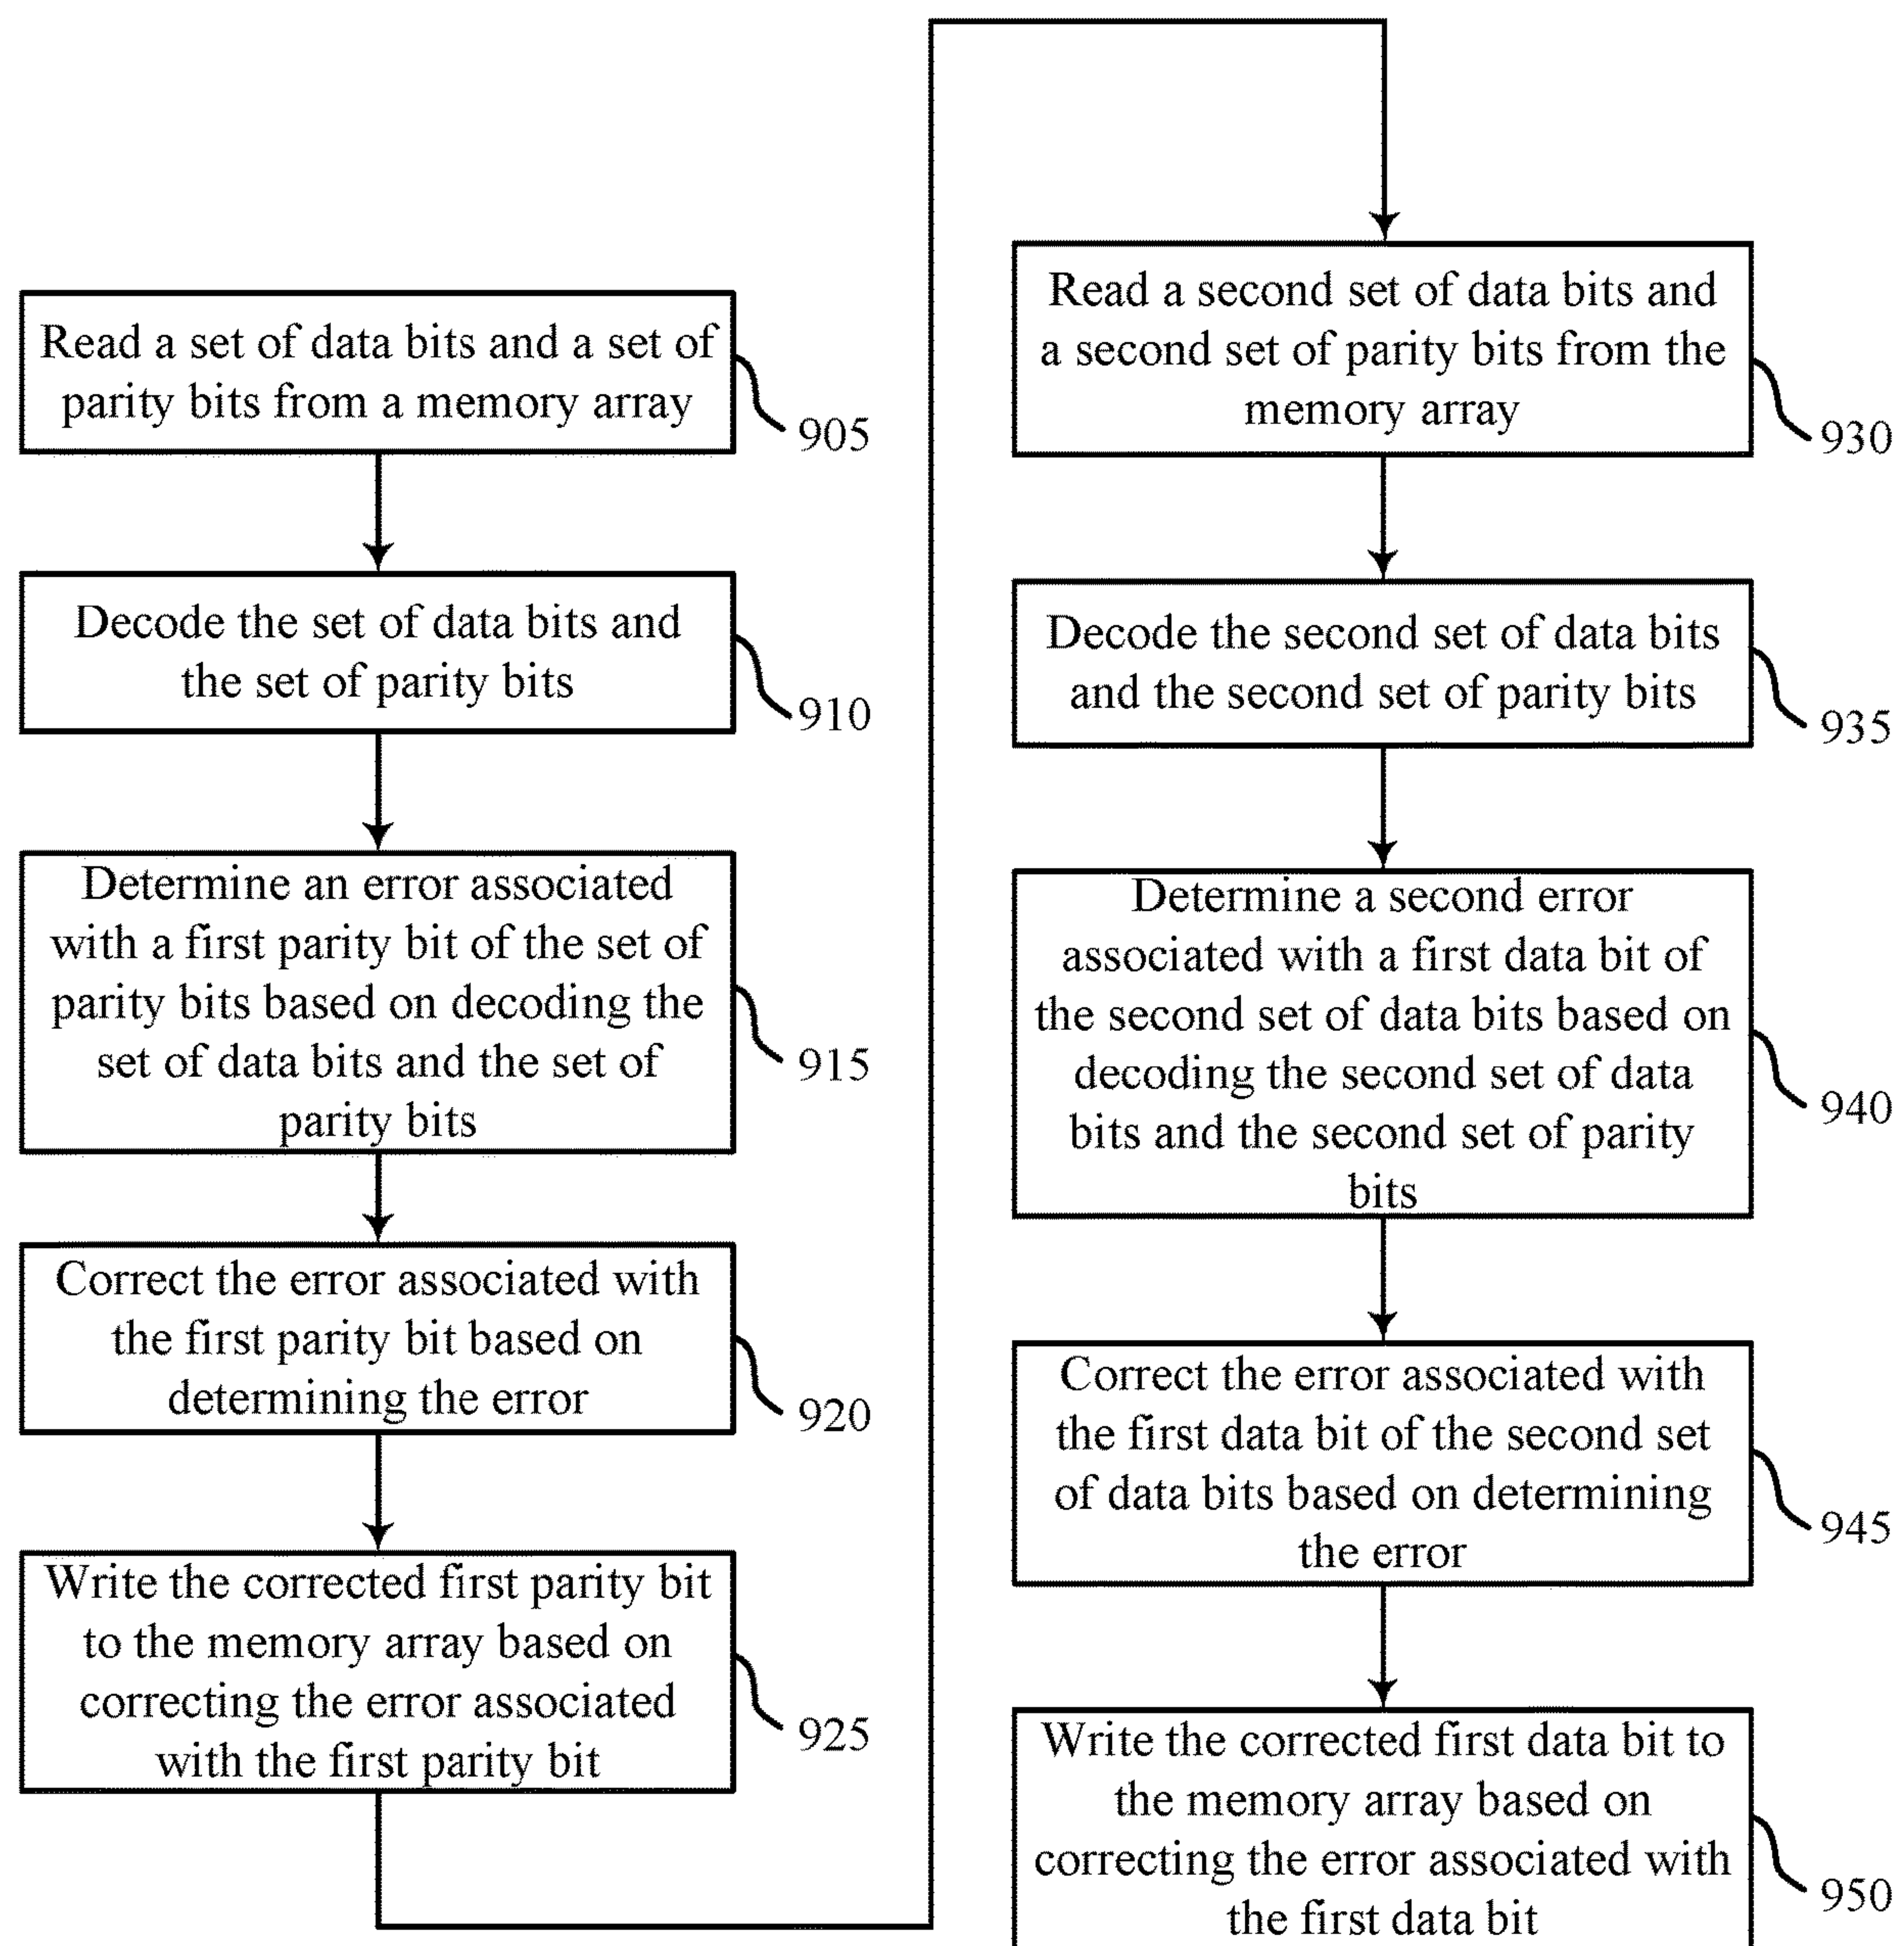 Read a set of data bits and a set of
parity bits from a memory array
905
Decode the set of data bits and
the set of parity bits
910
Determine an error associated
with a first parity bit of the set of
parity bits based on decoding the
set of data bits and the set of
parity bits
915
Correct the error associated with
the first parity bit based on
determining the error
920
Write the corrected first parity bit
to the memory array based on
correcting the error associated
with the first parity bit
925
Read a second set of data bits and
a second set of parity bits from the
memory array
930
Decode the second set of data bits
and the second set of parity bits
935
Determine a second error
associated with a first data bit of
the second set of data bits based on
decoding the second set of data
bits and the second set of parity
bits
940
Correct the error associated with
the first data bit of the second set
of data bits based on determining
the error
945
Write the corrected first data bit to
the memory array based on
correcting the error associated with
the first data bit
950